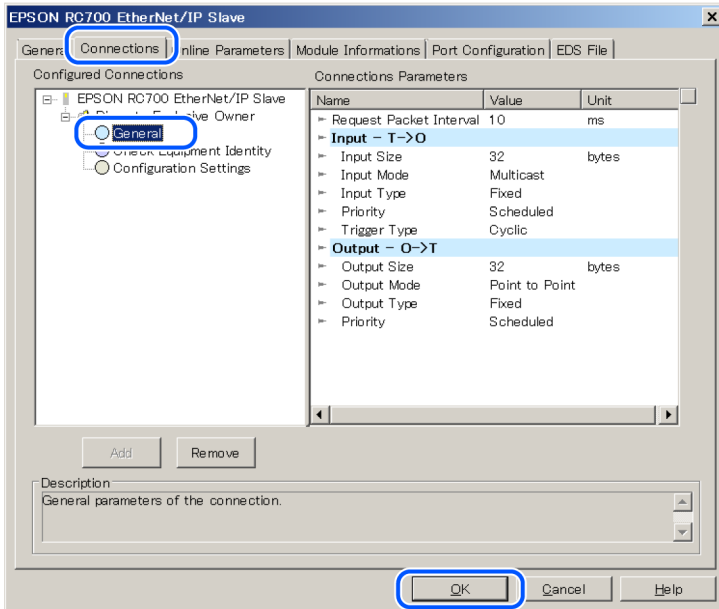 EPSON RC700 EtherNet/IP Slave
Connections
Module Informations
Port Configuration
EDS File
Configured Connections
Connections Parameters
EPSON RC700 EtherNet/IP Slave
Owner
General
Equipment Identity
Configuration Settings
Name Value Unit
Request Packet Interval 10 ms
Input - T->O
Input Size 32 bytes
Input Mode Multicast
Input Type Fixed
Priority Scheduled
Trigger Type Cyclic
Output - O->T
Output Size 32 bytes
Output Mode Point to Point
Output Type Fixed
Priority Scheduled
Add
Remove
Description
General parameters of the connection.
OK
Cancel
Help